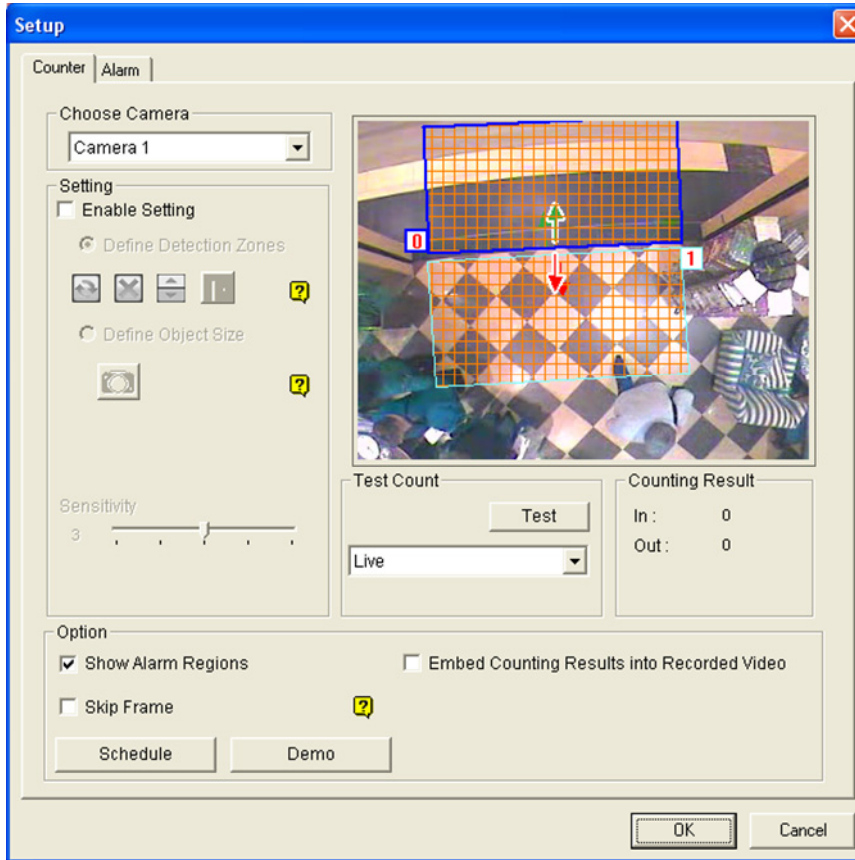 Setup
Counter
Alarm
Choose Camera
Camera 1
Setting
Enable Setting
Define Detection Zones
?
Define Object Size
?
Sensitivity
3
0
1
Test Count
Test
Live
Counting Result
In : 0
Out : 0
Option
Show Alarm Regions
Embed Counting Results into Recorded Video
Skip Frame
?
Schedule
Demo
OK
Cancel